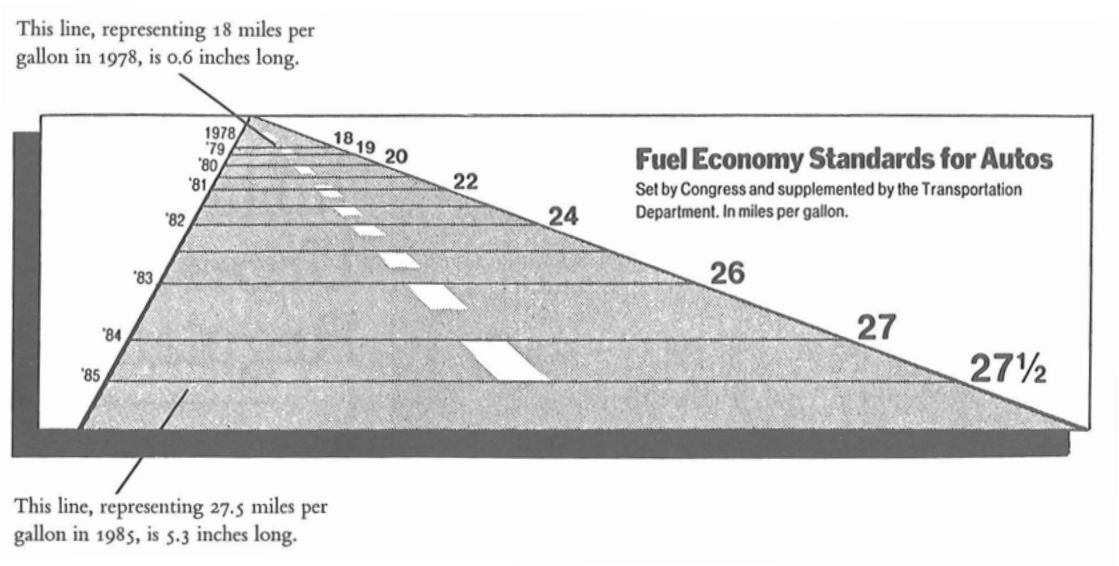 This line, representing 18 miles per
gallon in 1978, is 0.6 inches long.
1978
'79
'80
'81
'82
'83
'84
'85
18
19
20
22
24
26
27
27½
Fuel Economy Standards for Autos
Set by Congress and supplemented by the Transportation
Department. In miles per gallon.
This line, representing 27.5 miles per
gallon in 1985, is 5.3 inches long.